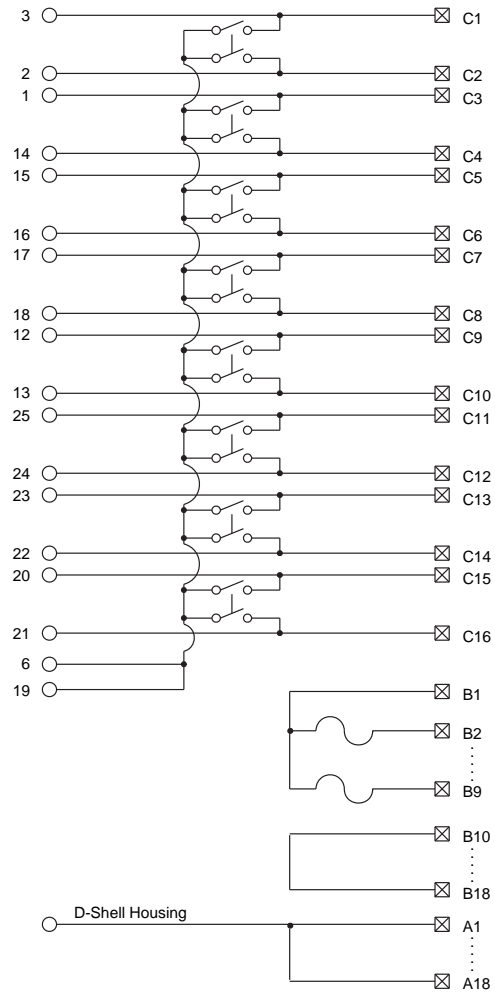 3 C1
2 C2
1 C3
14 C4
15 C5
16 C6
17 C7
18 C8
12 C9
13 C10
25 C11
24 C12
23 C13
22 C14
20 C15
21 C16
6
19
B1
B2
B9
B10
B18
D-Shell Housing A1
A18